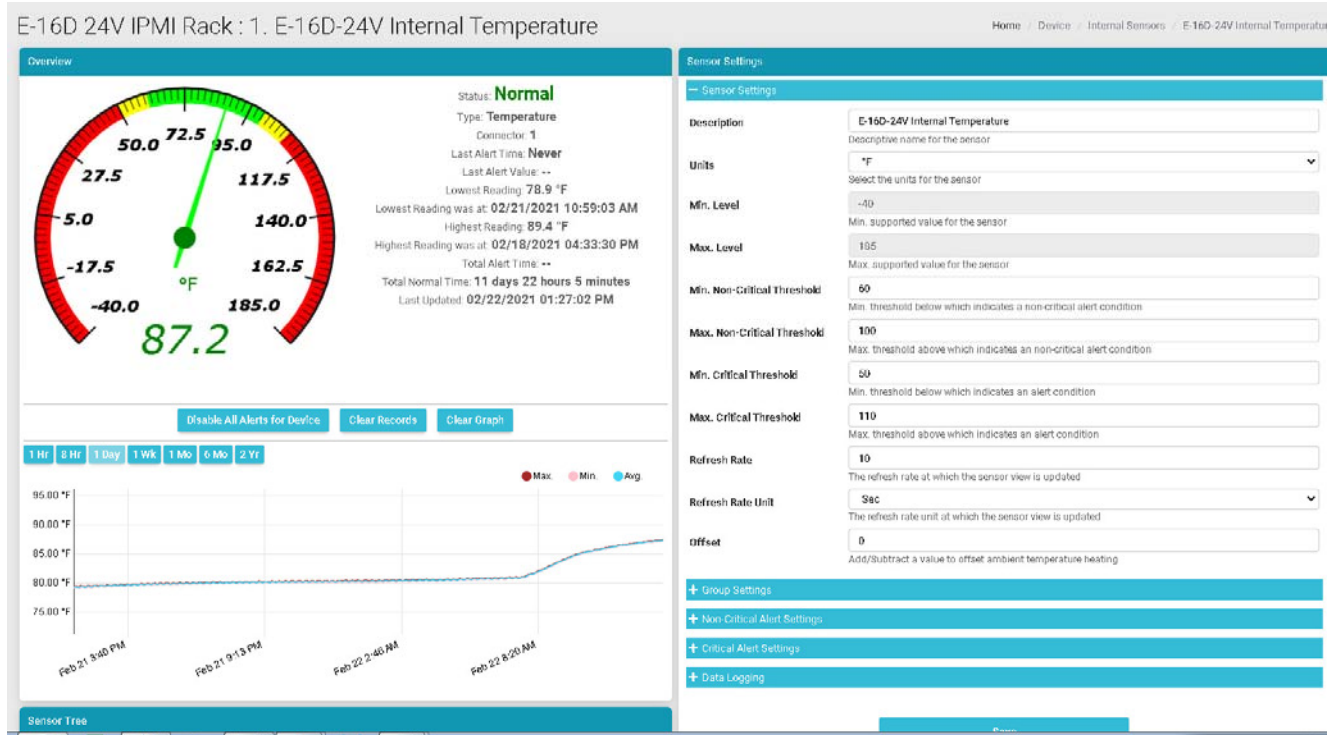 E-16D 24V IPMI Rack : 1. E-16D-24V Internal Temperature
Home / Device / Internal Sensors / E-16D-24V Internal Temperatur
Overview
50.0 72.5 95.0
27.5 117.5
5.0 140.0
-17.5 162.5
-40.0 185.0
°F
87.2
Status: Normal
Type: Temperature
Connector: 1
Last Alert Time: Never
Last Alert Value: --
Lowest Reading: 78.9 °F
Lowest Reading was at: 02/21/2021 10:59:03 AM
Highest Reading: 89.4 °F
Highest Reading was at: 02/18/2021 04:33:30 PM
Total Alert Time: --
Total Normal Time: 11 days 22 hours 5 minutes
Last Updated: 02/22/2021 01:27:02 PM
Disable All Alerts for Device Clear Records Clear Graph
1 Hr 8 Hr 1 Day 1 Wk 1 Mo 6 Mo 2 Yr
Max. Min. Avg.
95.00 °F
90.00 °F
85.00 °F
80.00 °F
75.00 °F
Feb 21 3:40 PM Feb 21 9:13 PM Feb 22 2:46 AM Feb 22 8:20 AM
Sensor Tree
Sensor Settings
− Sensor Settings
Description E-16D-24V Internal Temperature
Descriptive name for the sensor
Units °F
Select the units for the sensor
Min. Level -40
Min. supported value for the sensor
Max. Level 185
Max. supported value for the sensor
Min. Non-Critical Threshold 60
Min. threshold below which indicates a non-critical alert condition
Max. Non-Critical Threshold 100
Max. threshold above which indicates an non-critical alert condition
Min. Critical Threshold 50
Min. threshold below which indicates an alert condition
Max. Critical Threshold 110
Max. threshold above which indicates an alert condition
Refresh Rate 10
The refresh rate at which the sensor view is updated
Refresh Rate Unit Sec
The refresh rate unit at which the sensor view is updated
Offset 0
Add/Subtract a value to offset ambient temperature heating
+ Group Settings
+ Non-Critical Alert Settings
+ Critical Alert Settings
+ Data Logging